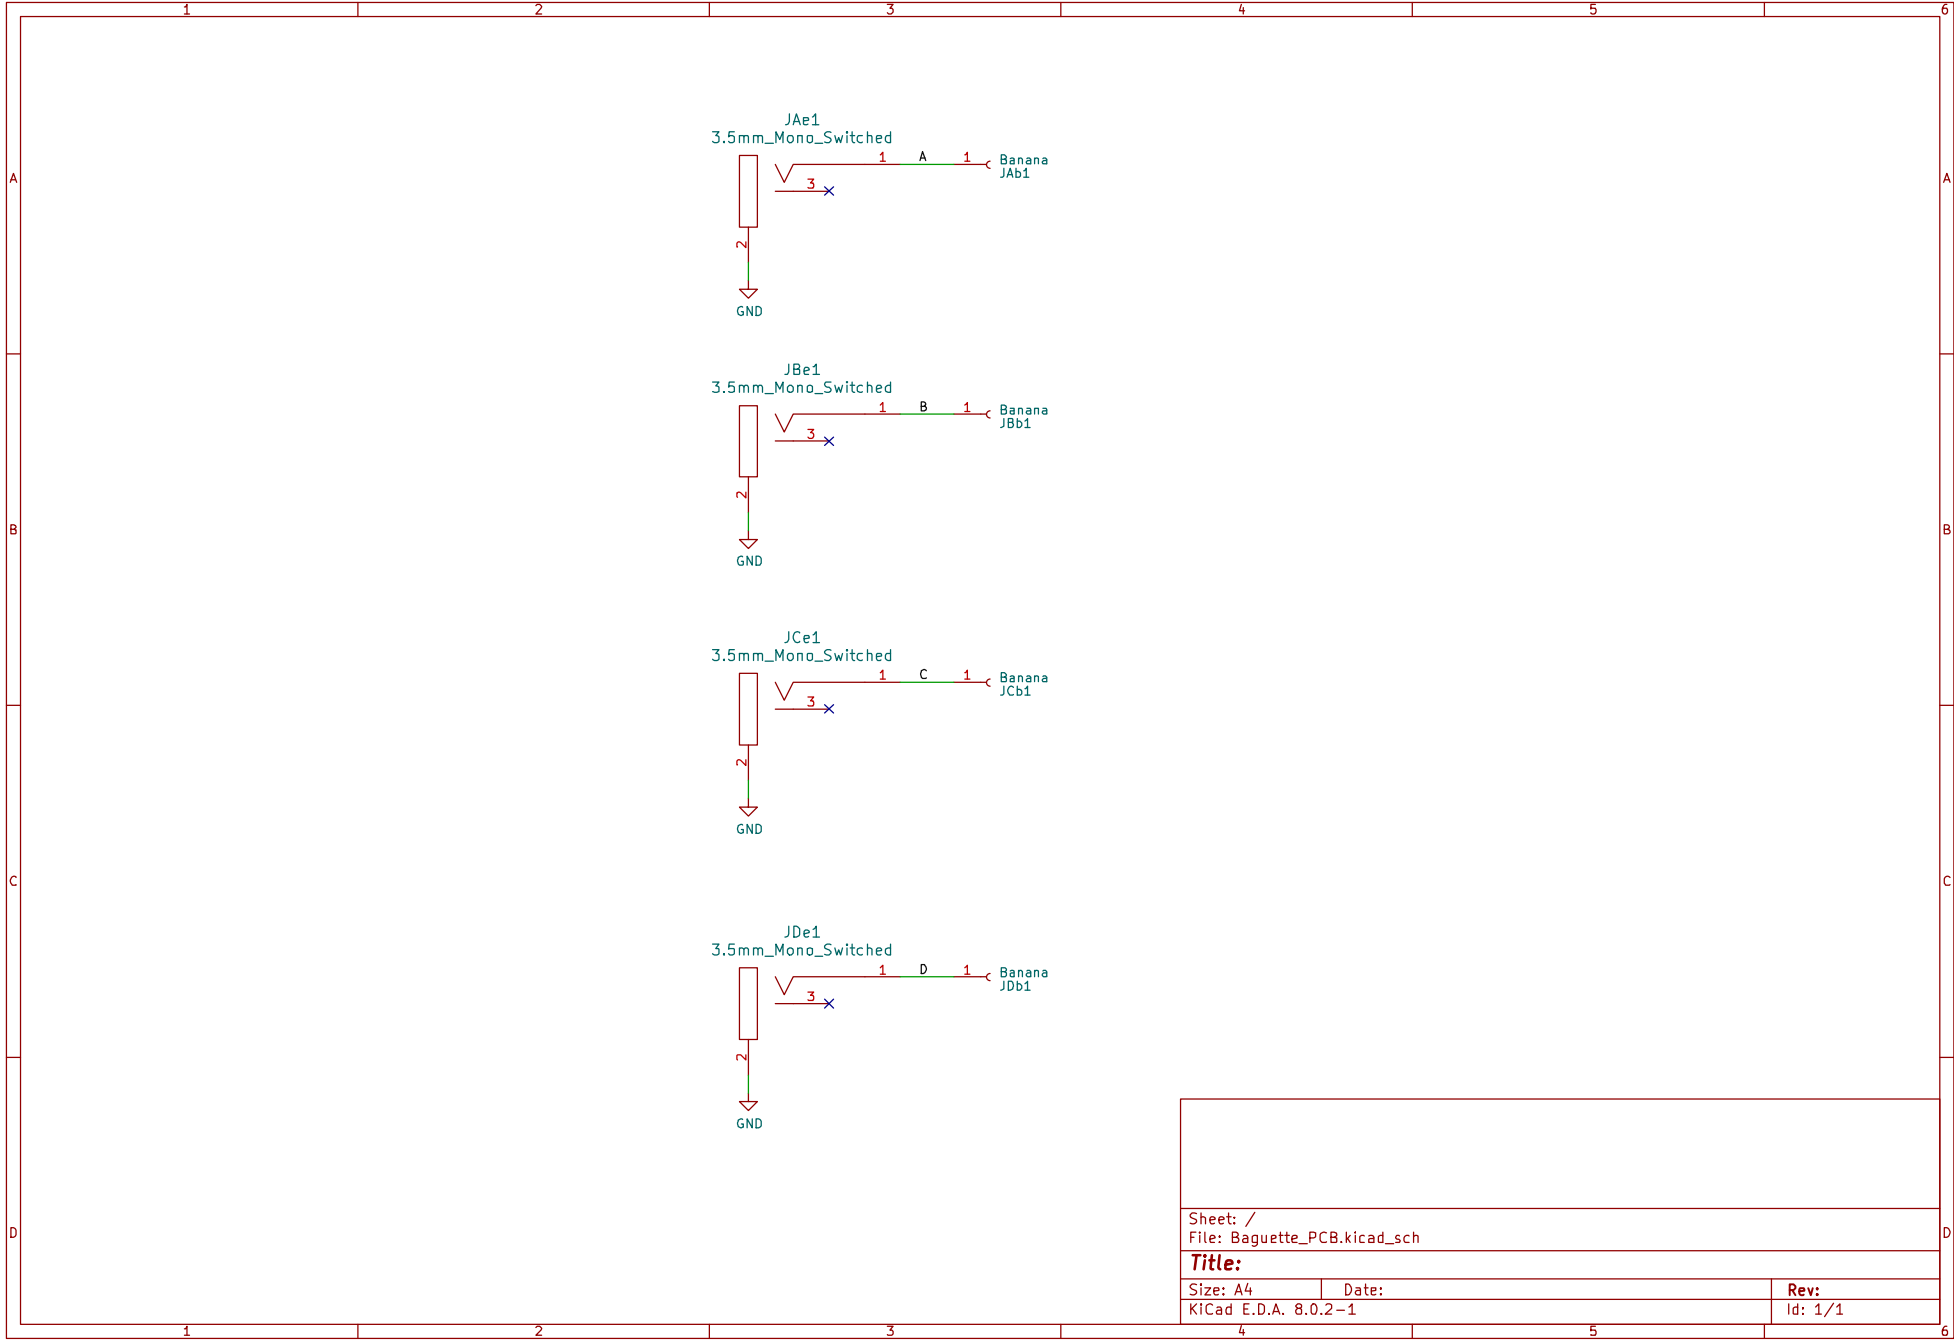 1 2 3 4 5 6
JAe1
3.5mm_Mono_Switched
1 A 1 Banana
JAb1
A A
3
2
GND
JBe1
3.5mm_Mono_Switched
1 B 1 Banana
JBb1
3
2
B B
GND
JCe1
3.5mm_Mono_Switched
1 C 1 Banana
JCb1
3
2
GND
C C
JDe1
3.5mm_Mono_Switched
1 D 1 Banana
JDb1
3
2
GND
Sheet: /
D D
File: Baguette_PCB.kicad_sch
Title:
Size: A4 Date: Rev:
KiCad E.D.A. 8.0.2-1 Id: 1/1
1 2 3 4 5 6